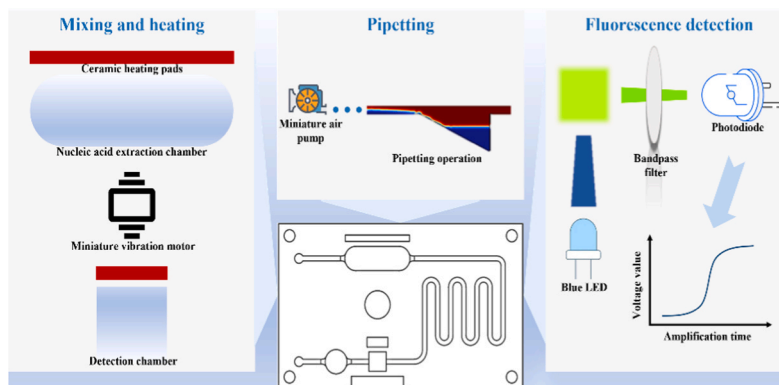 Mixing and heating
Ceramic heating pads
Nucleic acid extraction chamber
Miniature vibration motor
Detection chamber
Pipetting
Miniature air
pump
Pipetting operation
Fluorescence detection
Photodiode
Bandpass
filter
Blue LED
Voltage value
Amplification time